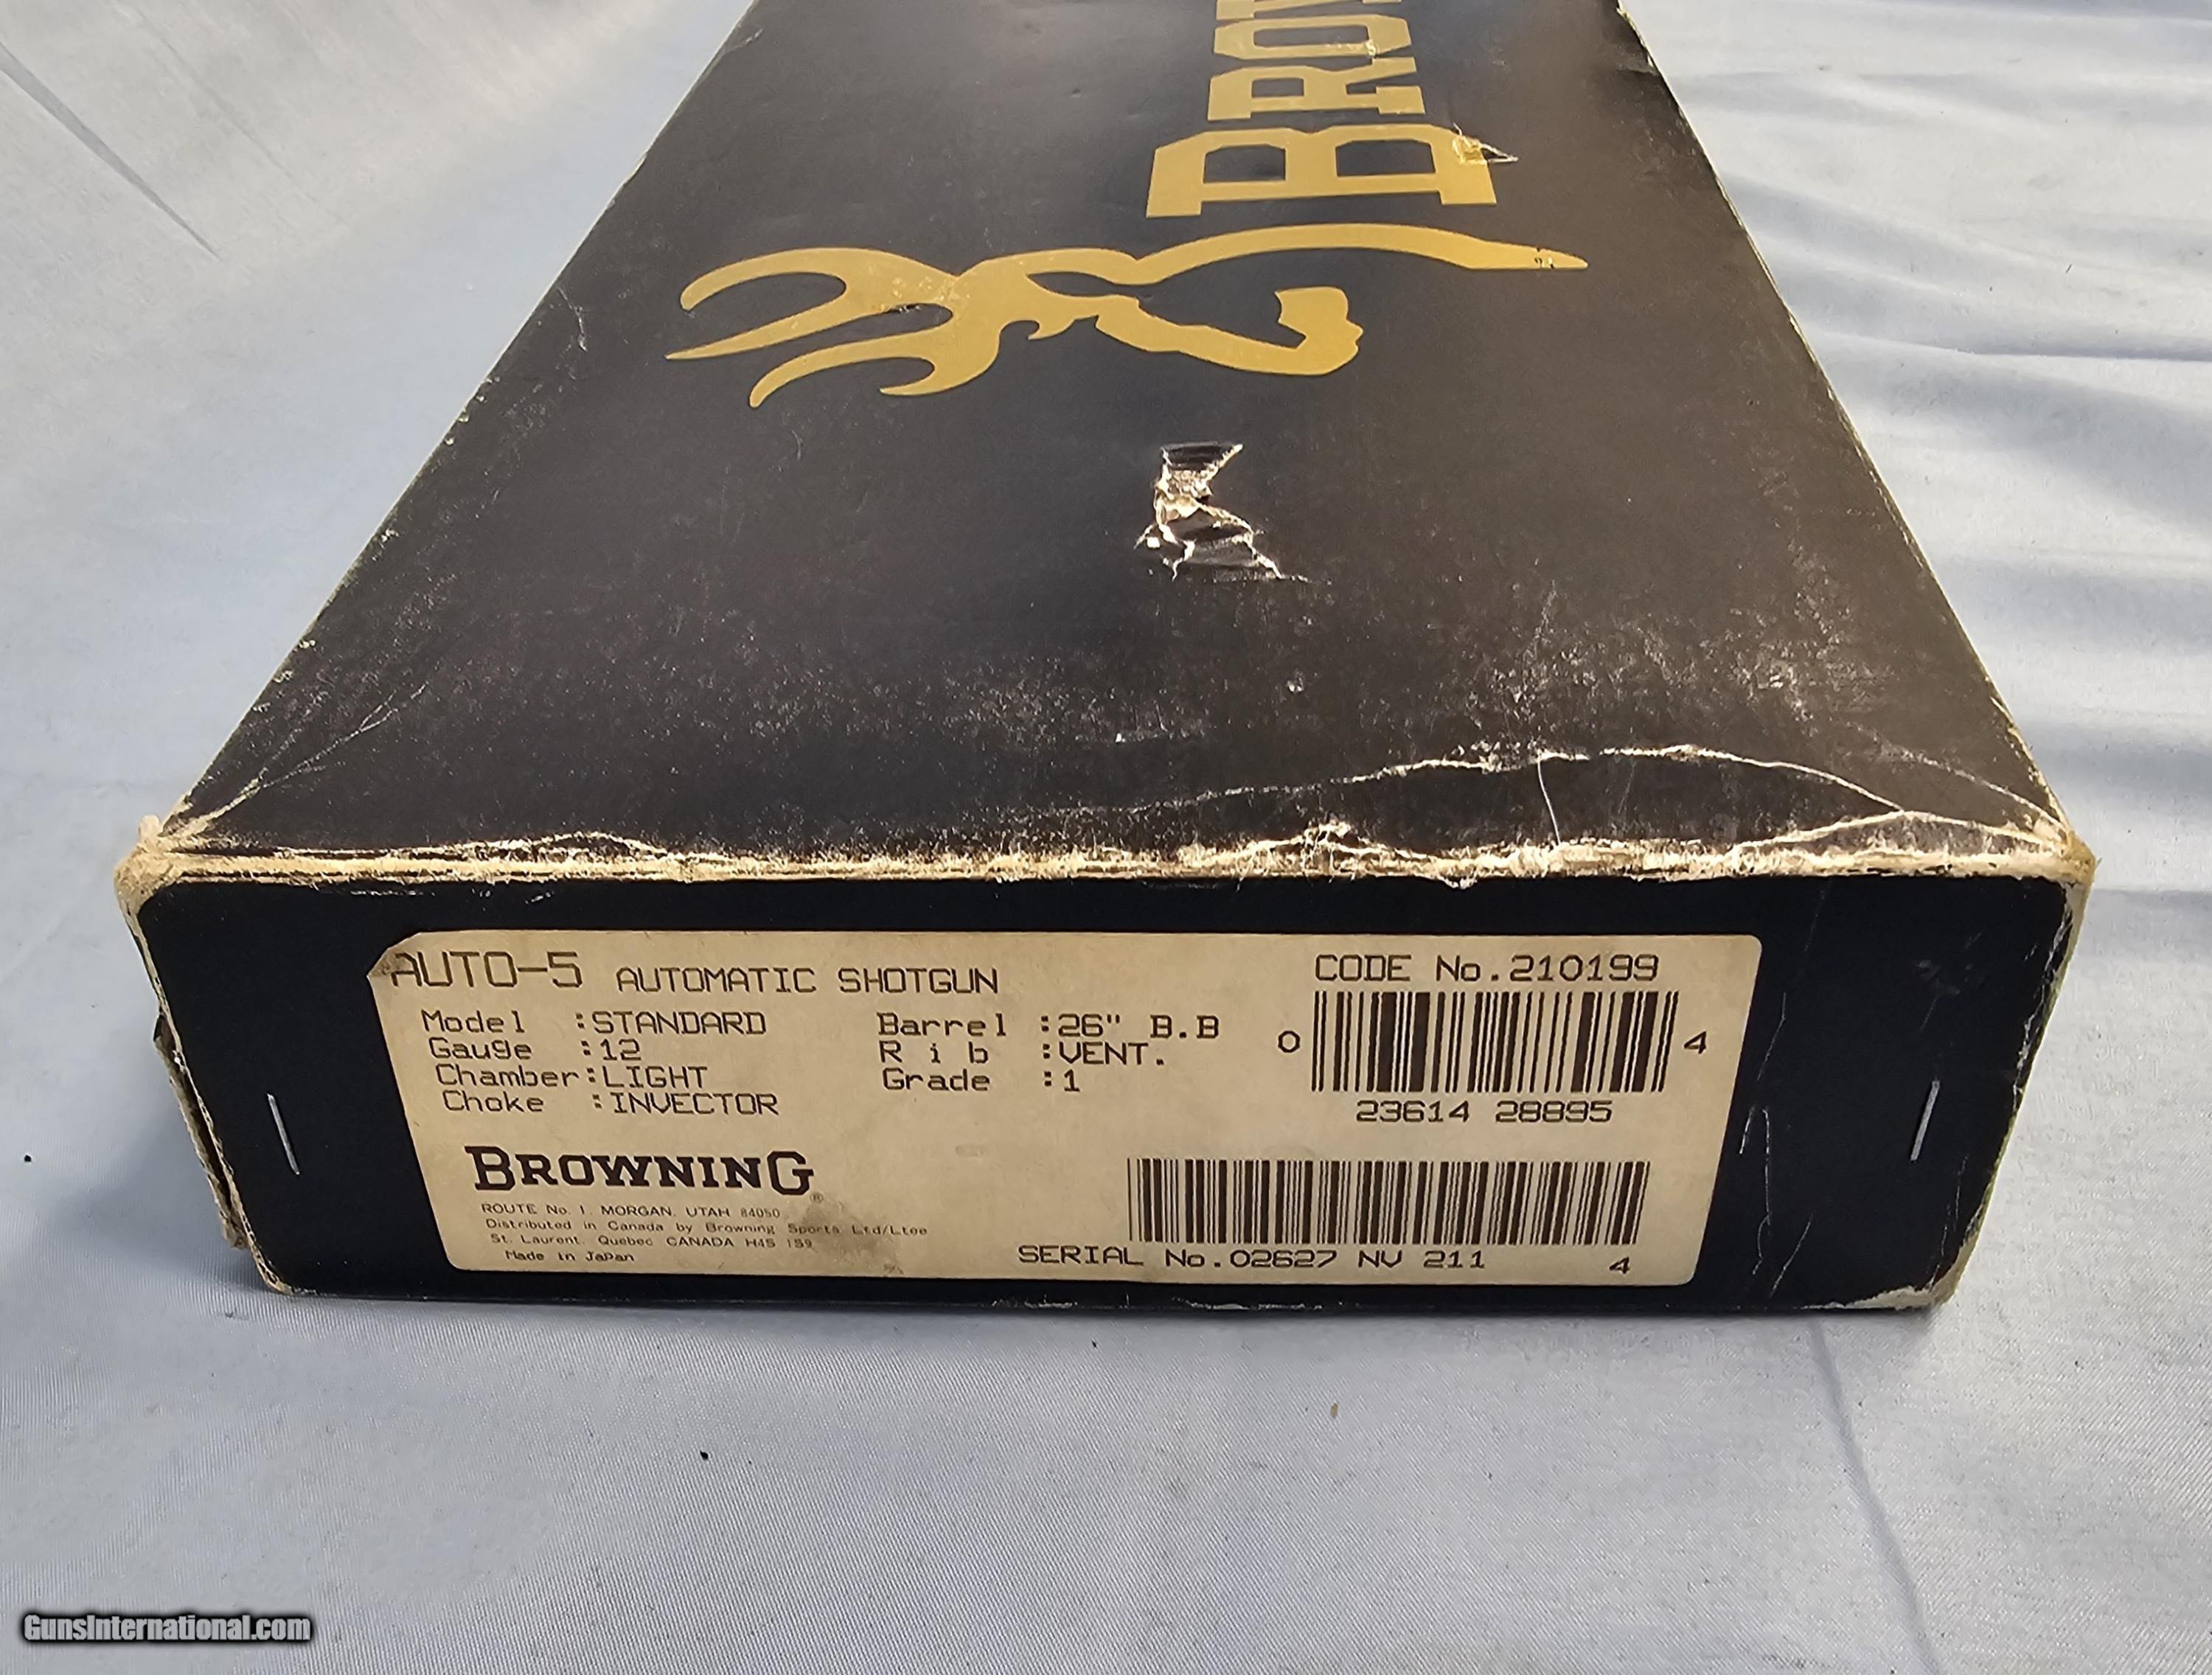 BROW
AUTO-5 AUTOMATIC SHOTGUN
Model :STANDARD
Gauge :12
Chamber:LIGHT
Choke :INVECTOR
Barrel :26" B.B
Rib :VENT.
Grade :1
CODE No.210199
0 4
23614 28895
BROWNING®
ROUTE No. 1, MORGAN, UTAH 84050
Distributed in Canada by Browning Sports Ltd/Ltee
St. Laurent. Quebec CANADA H4S 1S9
Made in Japan
SERIAL No.02627 NV 211 4
GunsInternational.com